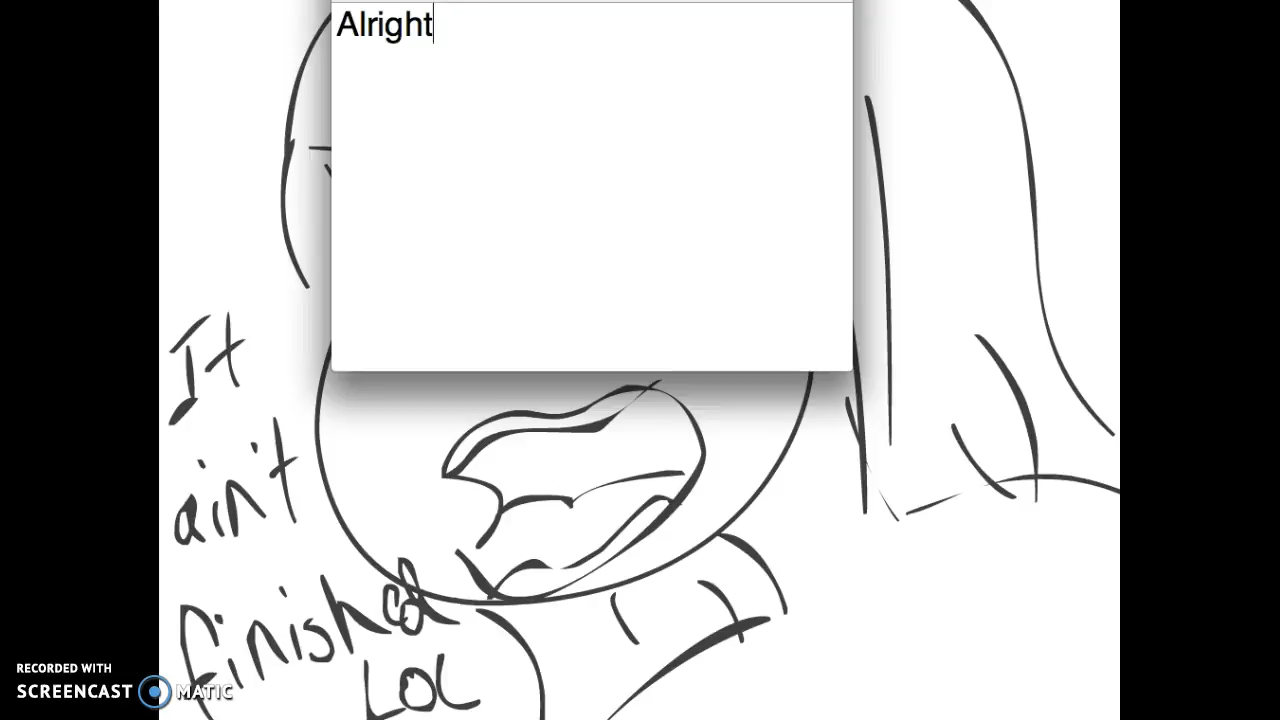 Alright
It
ain't
finished
LOL
RECORDED WITH
SCREENCAST MATIC